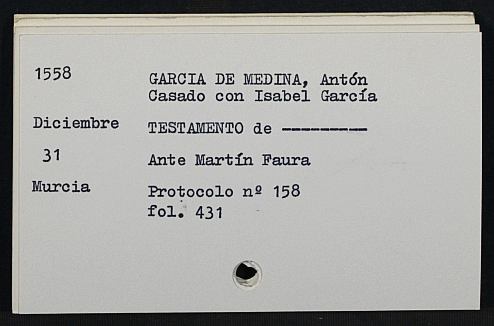 1558 GARCIA DE MEDINA, Antón
Casado con Isabel García
Diciembre TESTAMENTO de ----------
31 Ante Martín Faura
Murcia Protocolo nº 158
fol. 431